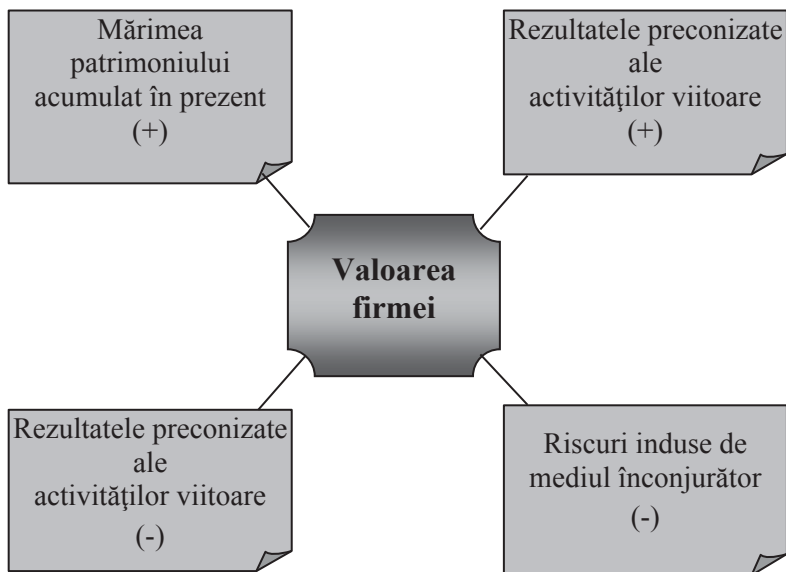 Mărimea
patrimoniului
acumulat în prezent
(+)
Rezultatele preconizate
ale
activităţilor viitoare
(+)
Valoarea
firmei
Rezultatele preconizate
ale
activităţilor viitoare
(-)
Riscuri induse de
mediul înconjurător
(-)